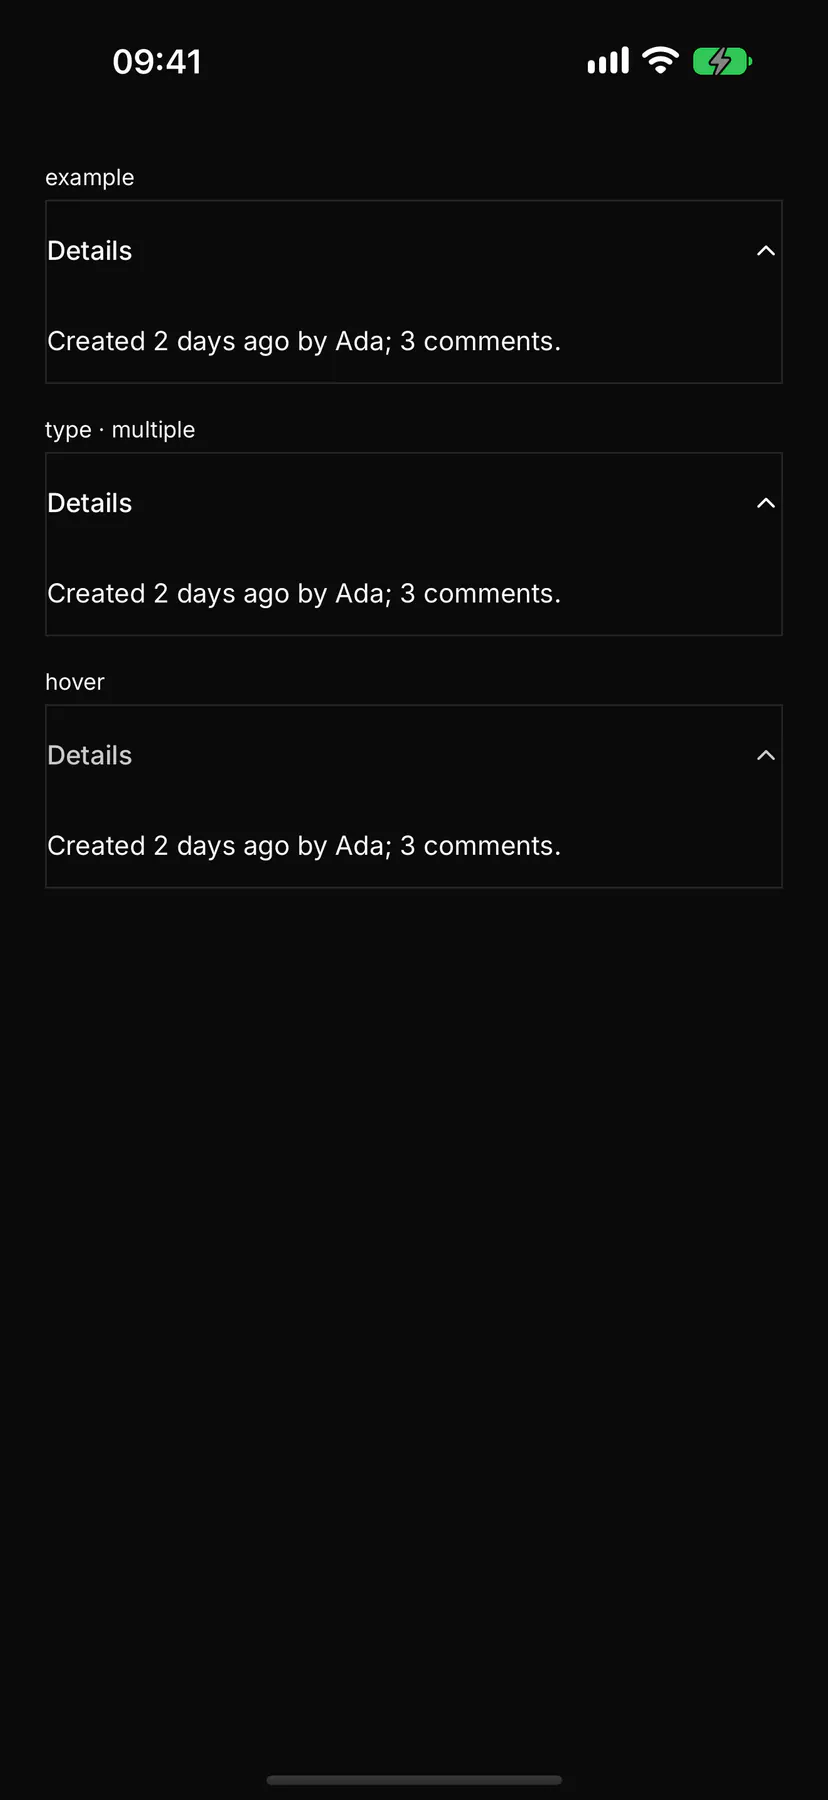 09:41
example
Details
Created 2 days ago by Ada; 3 comments.
type · multiple
Details
Created 2 days ago by Ada; 3 comments.
hover
Details
Created 2 days ago by Ada; 3 comments.